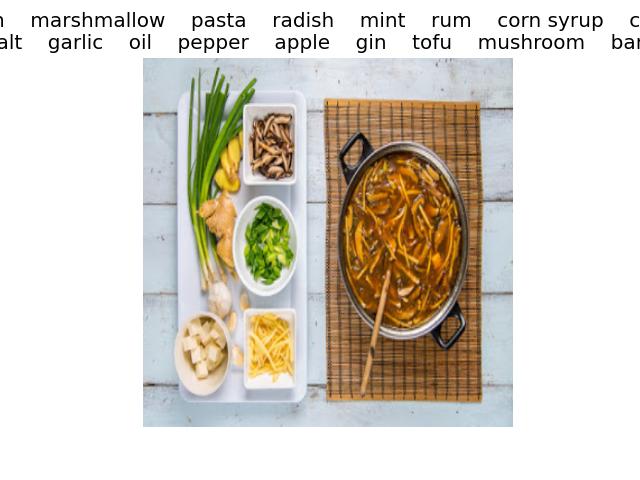 marshmallow pasta radish mint rum corn syrup
garlic oil pepper apple gin tofu mushroom